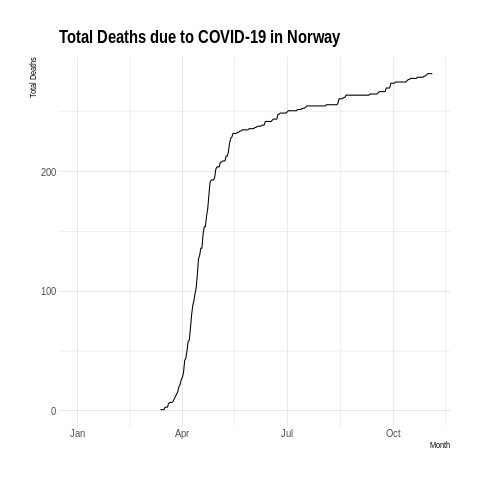 Total Deaths due to COVID-19 in Norway
Total Deaths
200
100
0
Jan Apr Jul Oct
Month